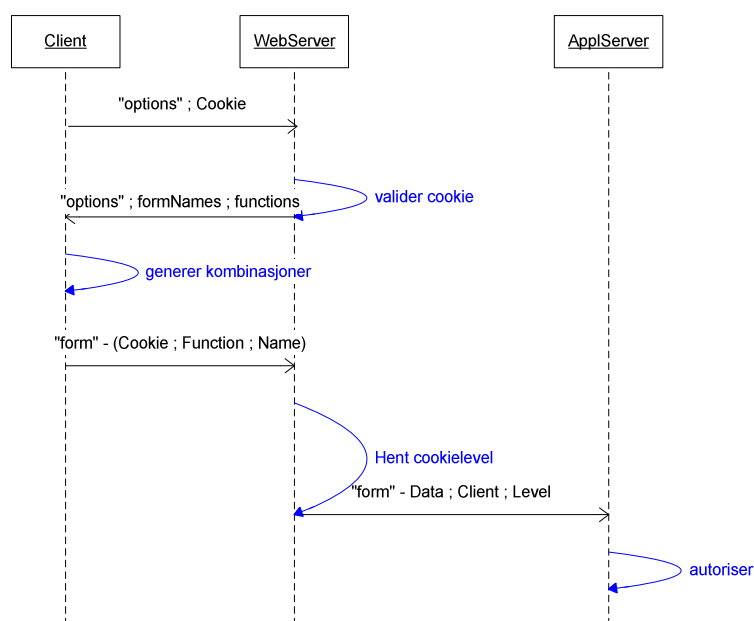 Client
WebServer
ApplServer
"options" ; Cookie
valider cookie
"options" ; formNames ; functions
generer kombinasjoner
"form" - (Cookie ; Function ; Name)
Hent cookielevel
"form" - Data ; Client ; Level
autoriser